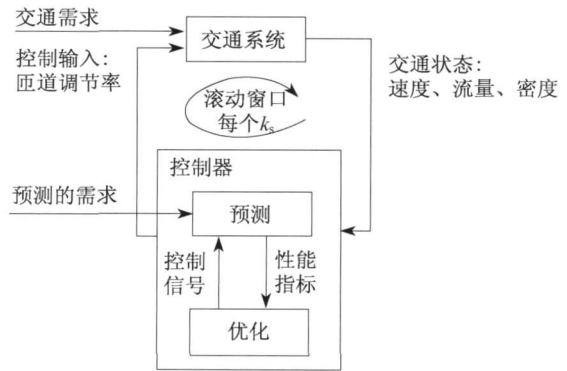 交通需求
交通系统
控制输入：
匝道调节率
交通状态：
速度、流量、密度
滚动窗口
每个ks
控制器
预测的需求
预测
控制
信号
性能
指标
优化